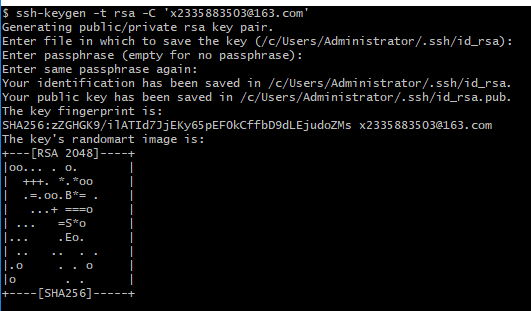 $ ssh-keygen -t rsa -C 'x2335883503@163.com'
Generating public/private rsa key pair.
Enter file in which to save the key (/c/Users/Administrator/.ssh/id_rsa):
Enter passphrase (empty for no passphrase):
Enter same passphrase again:
Your identification has been saved in /c/Users/Administrator/.ssh/id_rsa.
Your public key has been saved in /c/Users/Administrator/.ssh/id_rsa.pub.
The key fingerprint is:
SHA256:zZGHGK9/ilATId7JjEKy65pEFOkCffbD9dLEjudoZMs x2335883503@163.com
The key's randomart image is:
+---[RSA 2048]----+
|oo... . o.       |
|  +++. *.*oo     |
|  .=.oo.B*= .    |
|   ...+ ===o     |
| ...   =S*o      |
|...    .Eo.      |
| ..   ..  . .    |
|.o     . . o     |
|o       . .      |
+----[SHA256]-----+